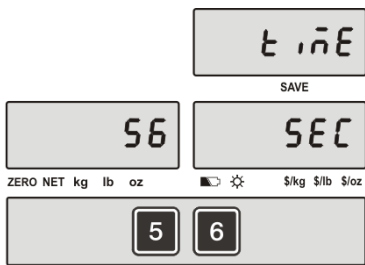 timE
SAVE
56 SEC
ZERO NET kg lb oz $/kg $/lb $/oz
5 6